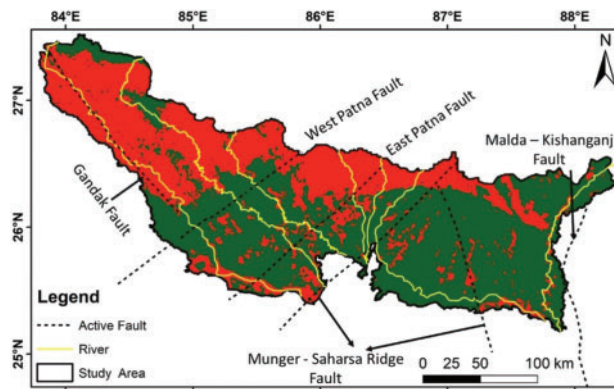 84°E 85°E 86°E 87°E 88°E
N
27°N
26°N
25°N
West Patna Fault
East Patna Fault
Malda – Kishanganj
Fault
Gandak Fault
Legend
Active Fault
River
Study Area
Munger - Saharsa Ridge
Fault
0 25 50 100 km